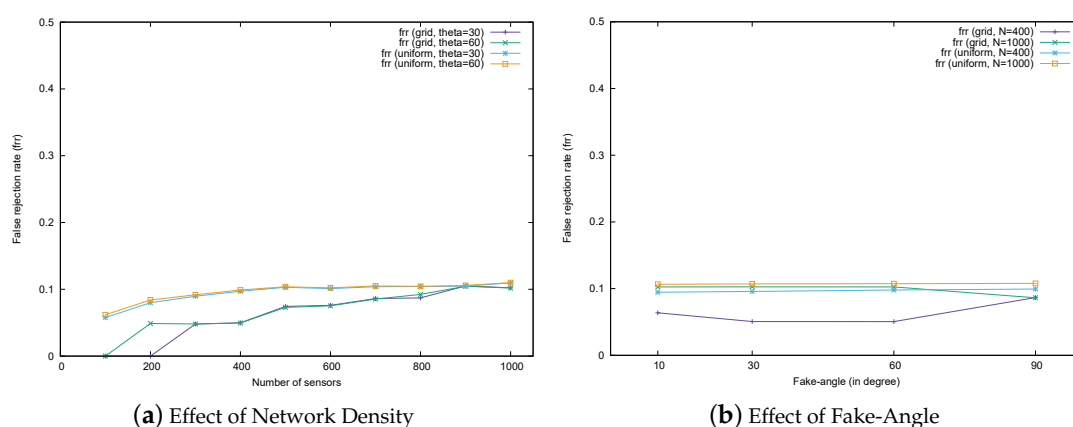 0.5
0.4
0.3
0.2
0.1
0
False rejection rate (frr)
frr (grid, theta=30)
frr (grid, theta=60)
frr (uniform, theta=30)
frr (uniform, theta=60)
0 200 400 600 800 1000
Number of sensors
(a) Effect of Network Density
0.5
0.4
0.3
0.2
0.1
0
False rejection rate (frr)
frr (grid, N=400)
frr (grid, N=1000)
frr (uniform, N=400)
frr (uniform, N=1000)
10 30 60 90
Fake-angle (in degree)
(b) Effect of Fake-Angle